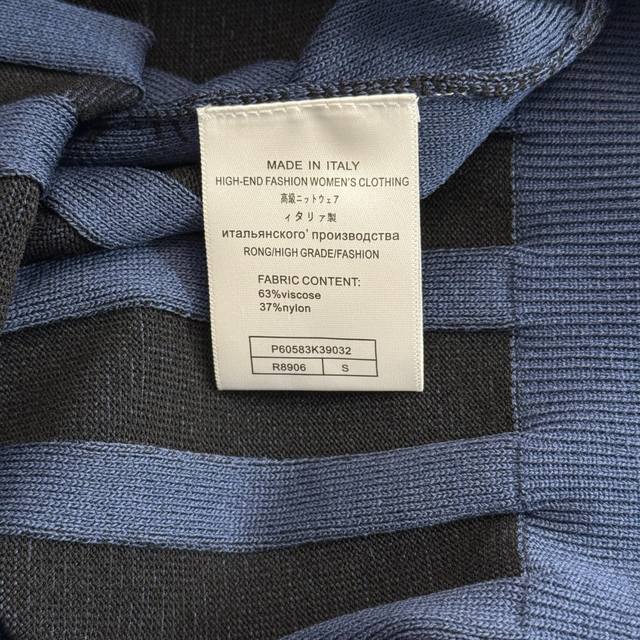 MADE IN ITALY
HIGH-END FASHION WOMEN'S CLOTHING
高級ニットウェア
ィタリア製
итальянского' производства
RONG/HIGH GRADE/FASHION
FABRIC CONTENT:
63%viscose
37%nylon
P60583K39032
R8906 S